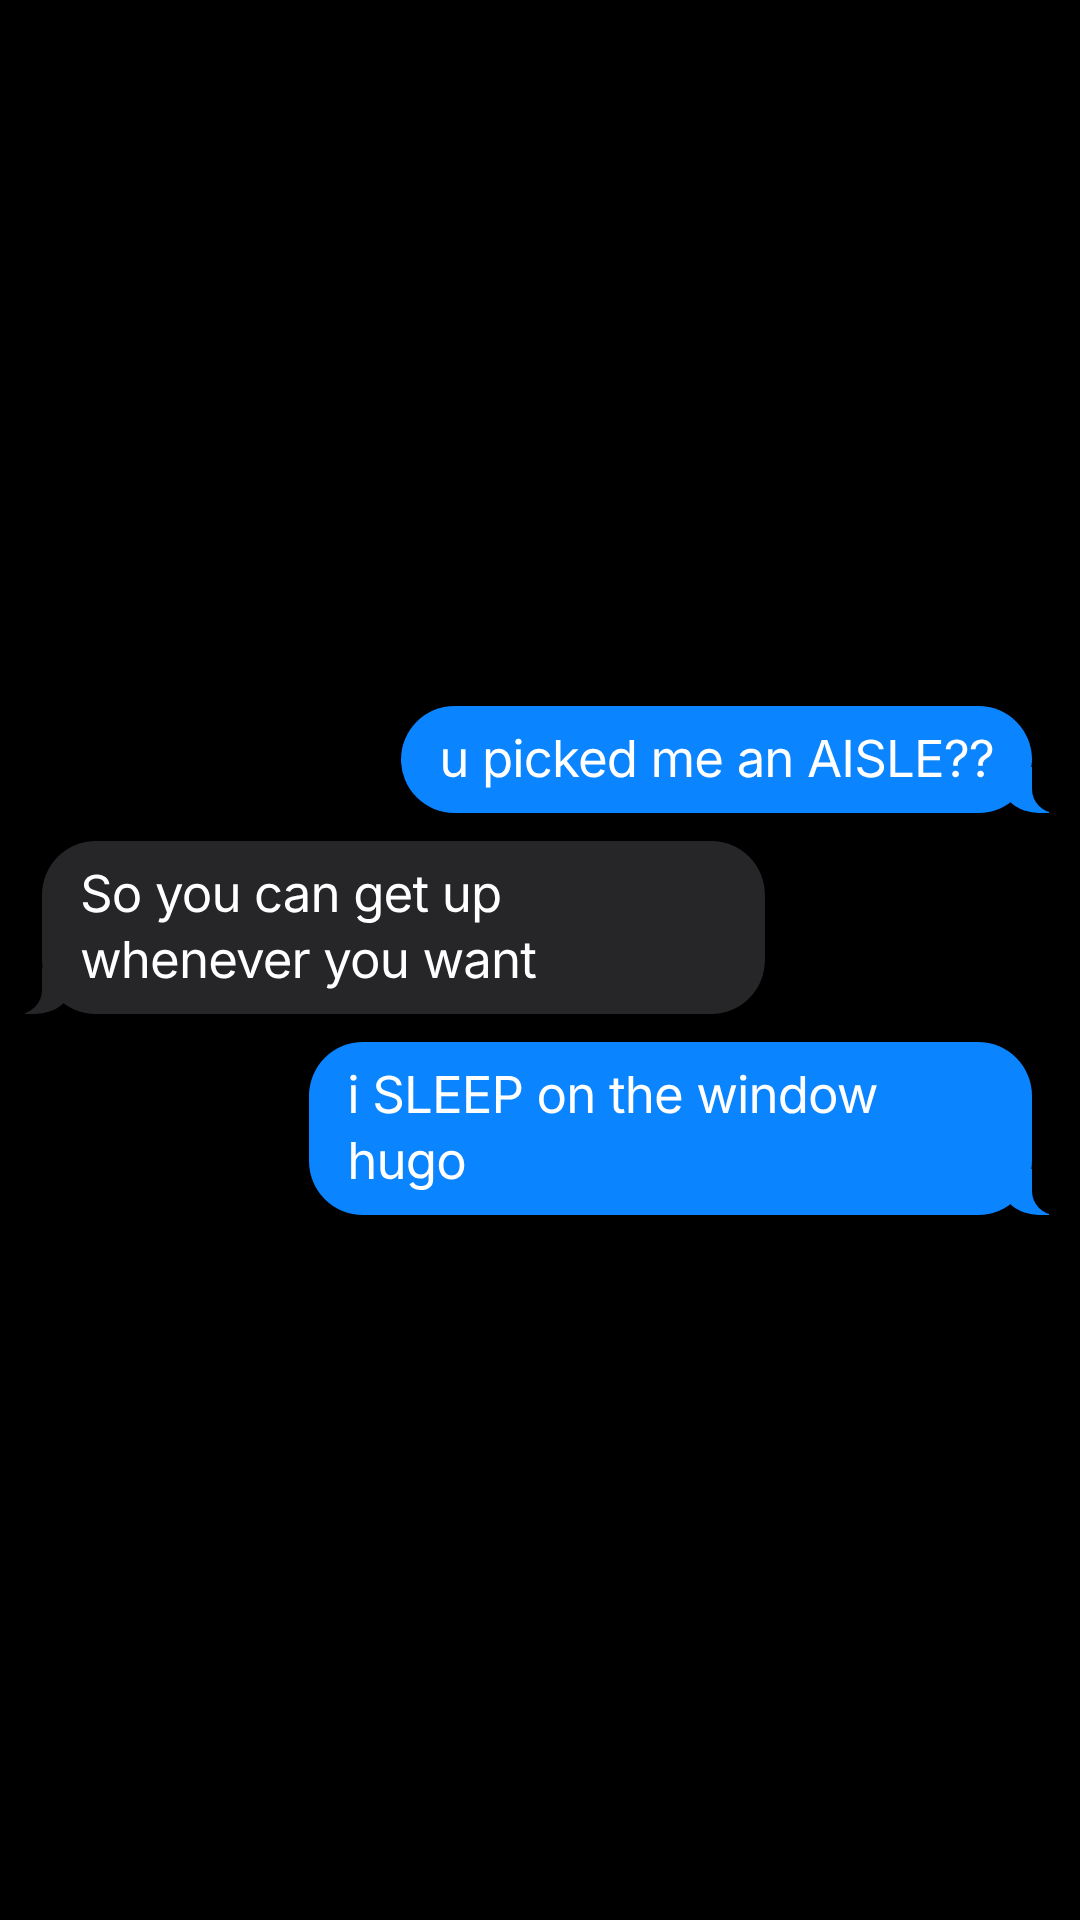 u picked me an AISLE??
So you can get up
whenever you want
i SLEEP on the window
hugo